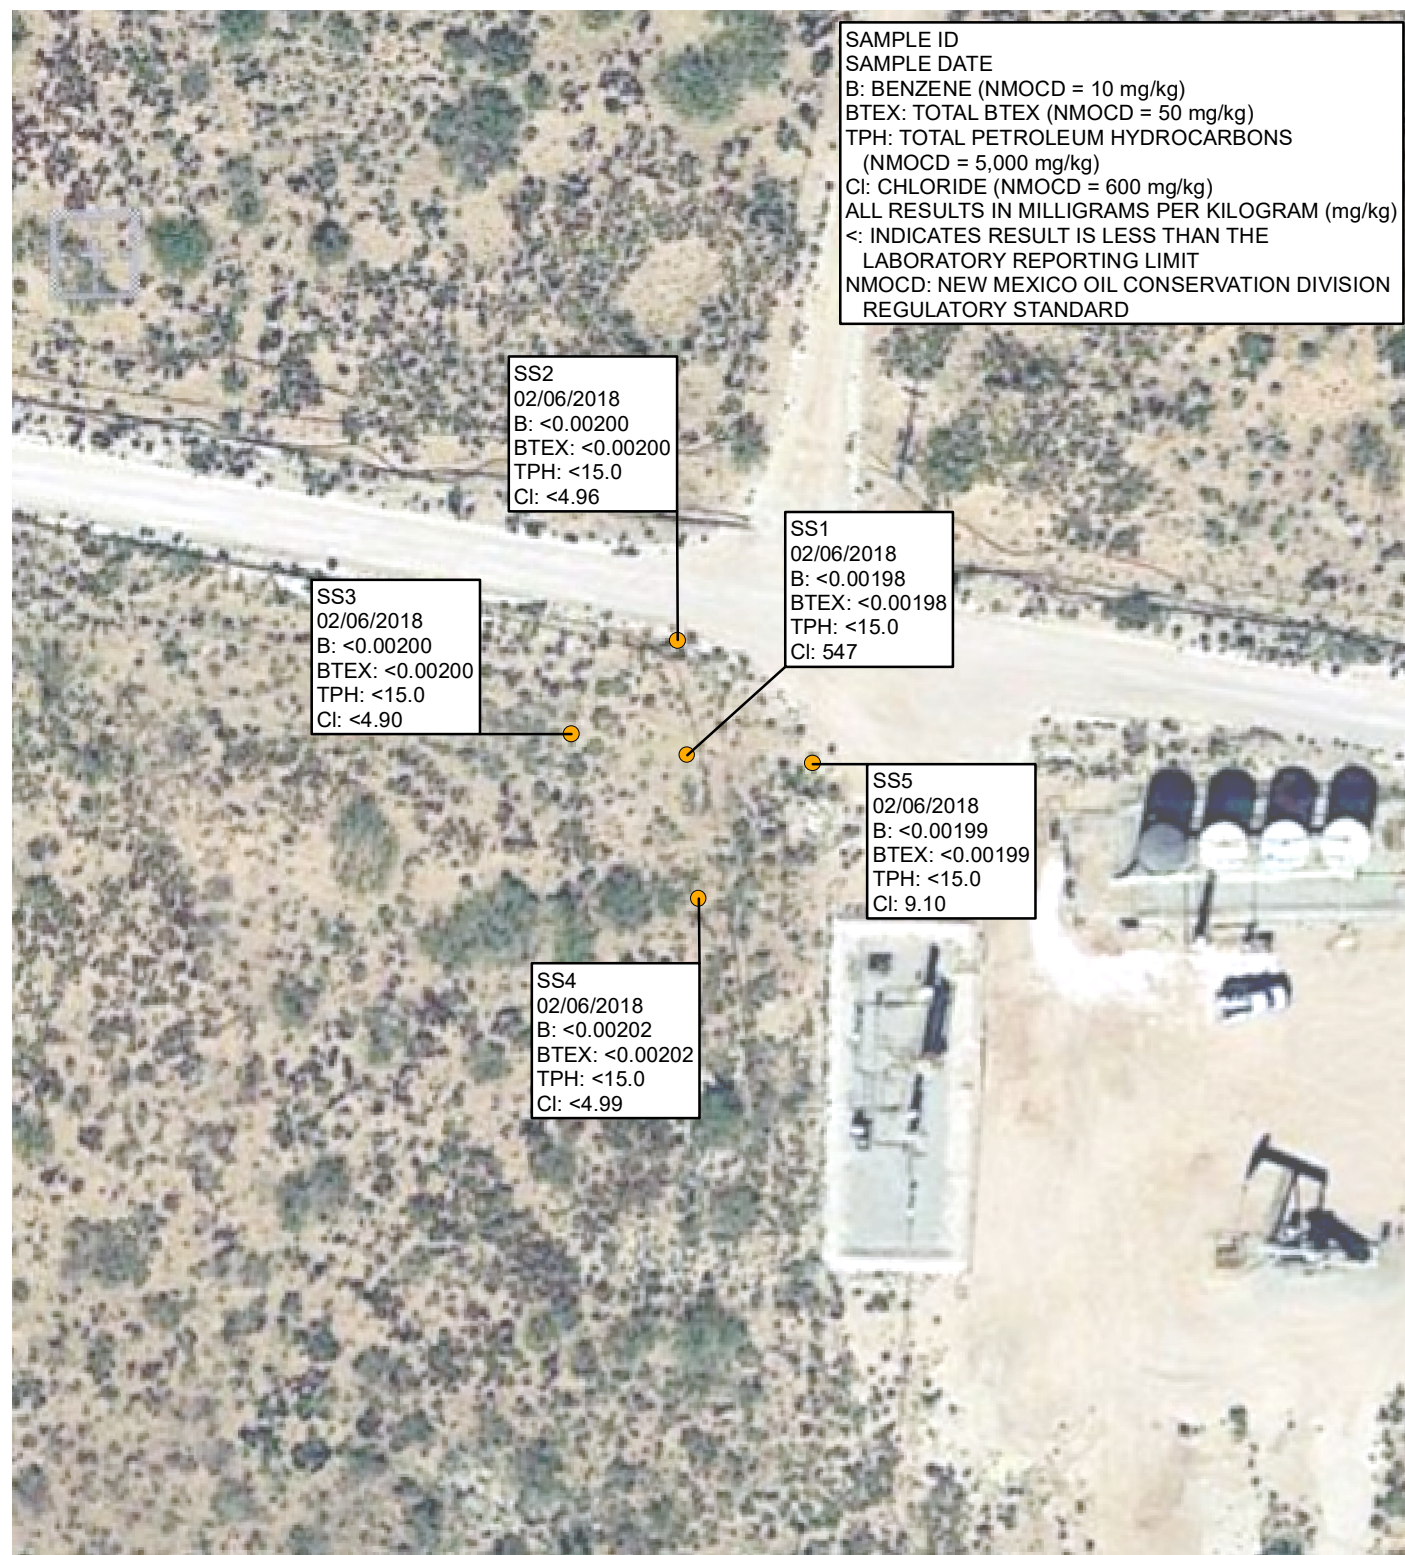 SAMPLE ID
SAMPLE DATE
B: BENZENE (NMOCD = 10 mg/kg)
BTEX: TOTAL BTEX (NMOCD = 50 mg/kg)
TPH: TOTAL PETROLEUM HYDROCARBONS
(NMOCD = 5,000 mg/kg)
Cl: CHLORIDE (NMOCD = 600 mg/kg)
ALL RESULTS IN MILLIGRAMS PER KILOGRAM (mg/kg)
<: INDICATES RESULT IS LESS THAN THE
LABORATORY REPORTING LIMIT
NMOCD: NEW MEXICO OIL CONSERVATION DIVISION
REGULATORY STANDARD
SS2
02/06/2018
B: <0.00200
BTEX: <0.00200
TPH: <15.0
Cl: <4.96
SS1
02/06/2018
B: <0.00198
BTEX: <0.00198
TPH: <15.0
Cl: 547
SS3
02/06/2018
B: <0.00200
BTEX: <0.00200
TPH: <15.0
Cl: <4.90
SS5
02/06/2018
B: <0.00199
BTEX: <0.00199
TPH: <15.0
Cl: 9.10
SS4
02/06/2018
B: <0.00202
BTEX: <0.00202
TPH: <15.0
Cl: <4.99